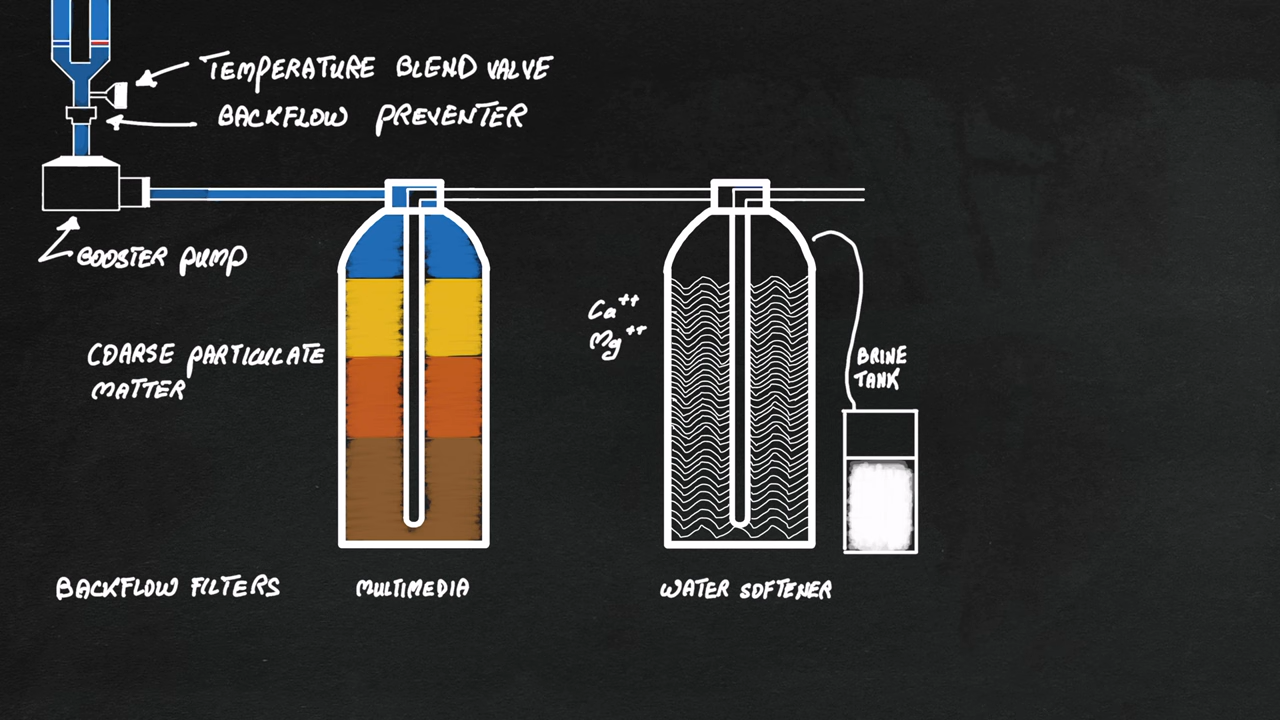 TEMPERATURE BLEND VALVE
BACKFLOW PREVENTER
BOOSTER PUMP
COARSE PARTICULATE
MATTER
Ca++
Mg++
BRINE
TANK
BACKFLOW FILTERS
MULTIMEDIA
WATER SOFTENER